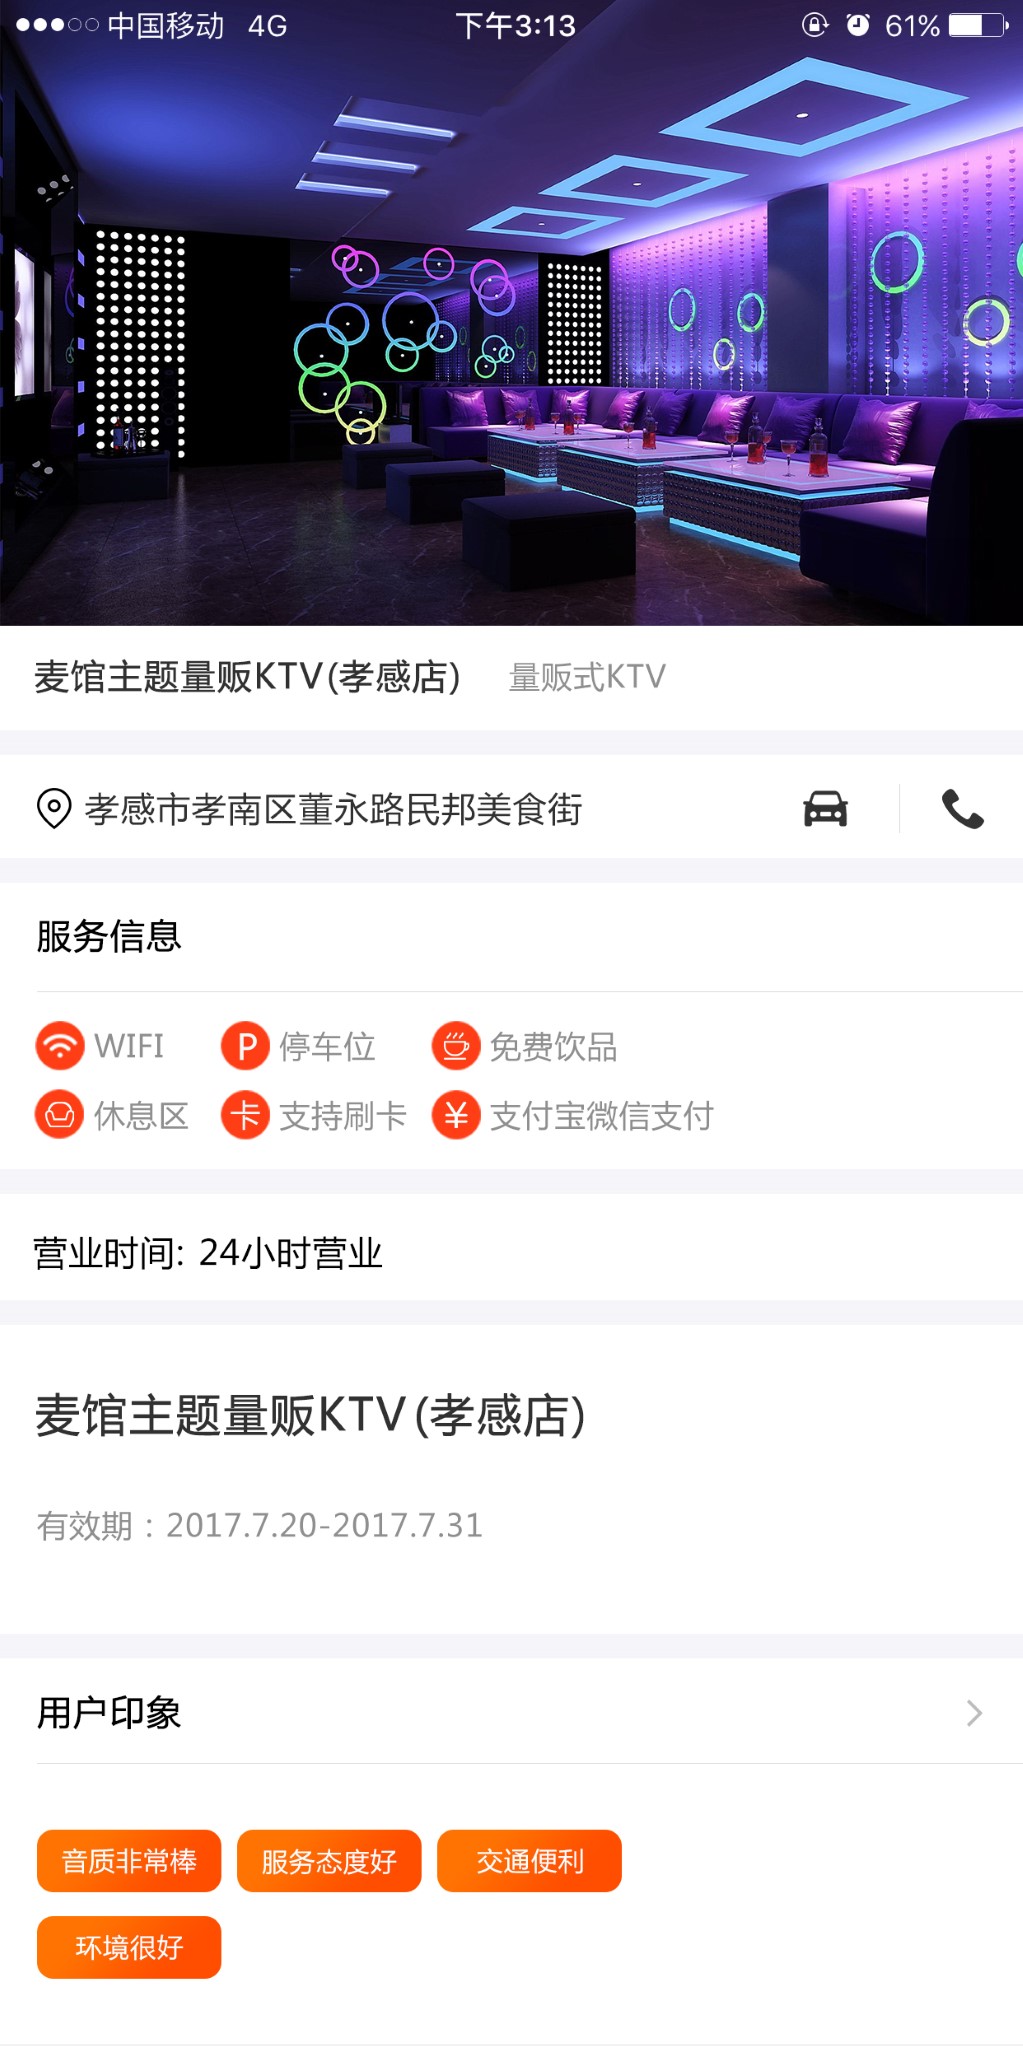 中国移动 4G 下午3:13 61%
麦馆主题量贩KTV(孝感店) 量贩式KTV
孝感市孝南区董永路民邦美食街
服务信息
WIFI P 停车位 免费饮品
休息区 卡 支持刷卡 ¥ 支付宝微信支付
营业时间: 24小时营业
麦馆主题量贩KTV(孝感店)
有效期：2017.7.20-2017.7.31
用户印象
音质非常棒 服务态度好 交通便利
环境很好